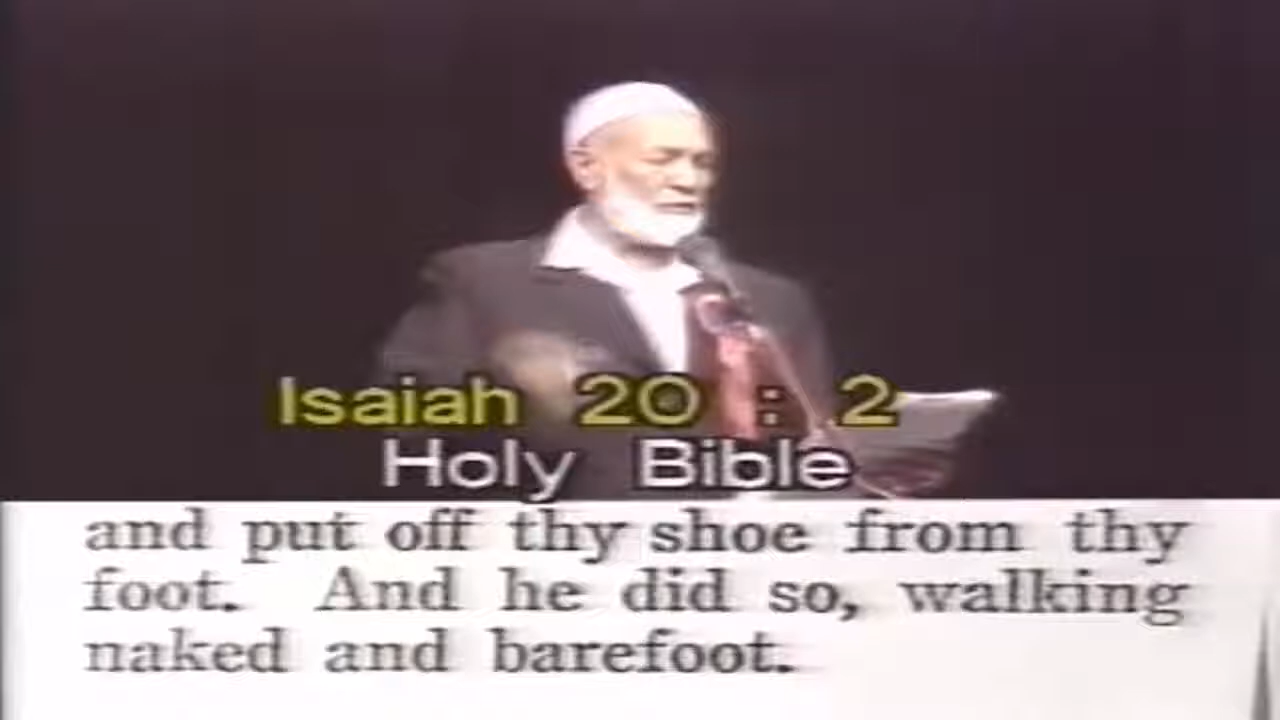 Isaiah 20 : 2
Holy Bible
and put off thy shoe from thy
foot. And he did so, walking
naked and barefoot.